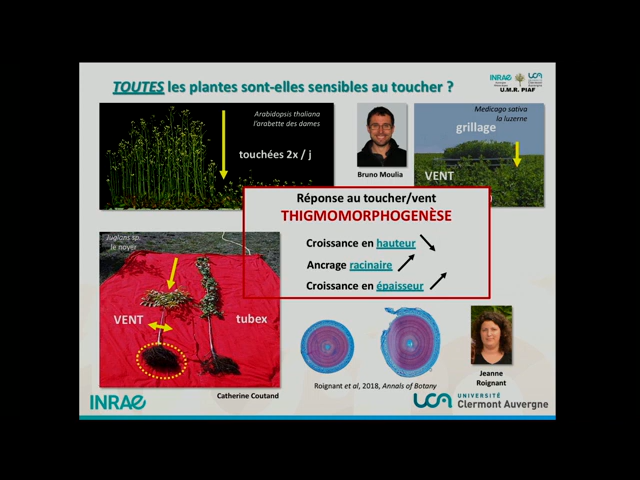 TOUTES les plantes sont-elles sensibles au toucher ?
INRAE
UCA
U.M.R. PIAF
Arabidopsis thaliana
l'arabette des dames
touchées 2x / j
Bruno Moulia
Medicago sativa
la luzerne
grillage
VENT
Réponse au toucher/vent
THIGMOMORPHOGENÈSE
Croissance en hauteur
Ancrage racinaire
Croissance en épaisseur
Juglans sp.
le noyer
VENT
tubex
Catherine Coutand
Roignant et al, 2018, Annals of Botany
Jeanne
Roignant
INRAE
UCA UNIVERSITÉ
Clermont Auvergne